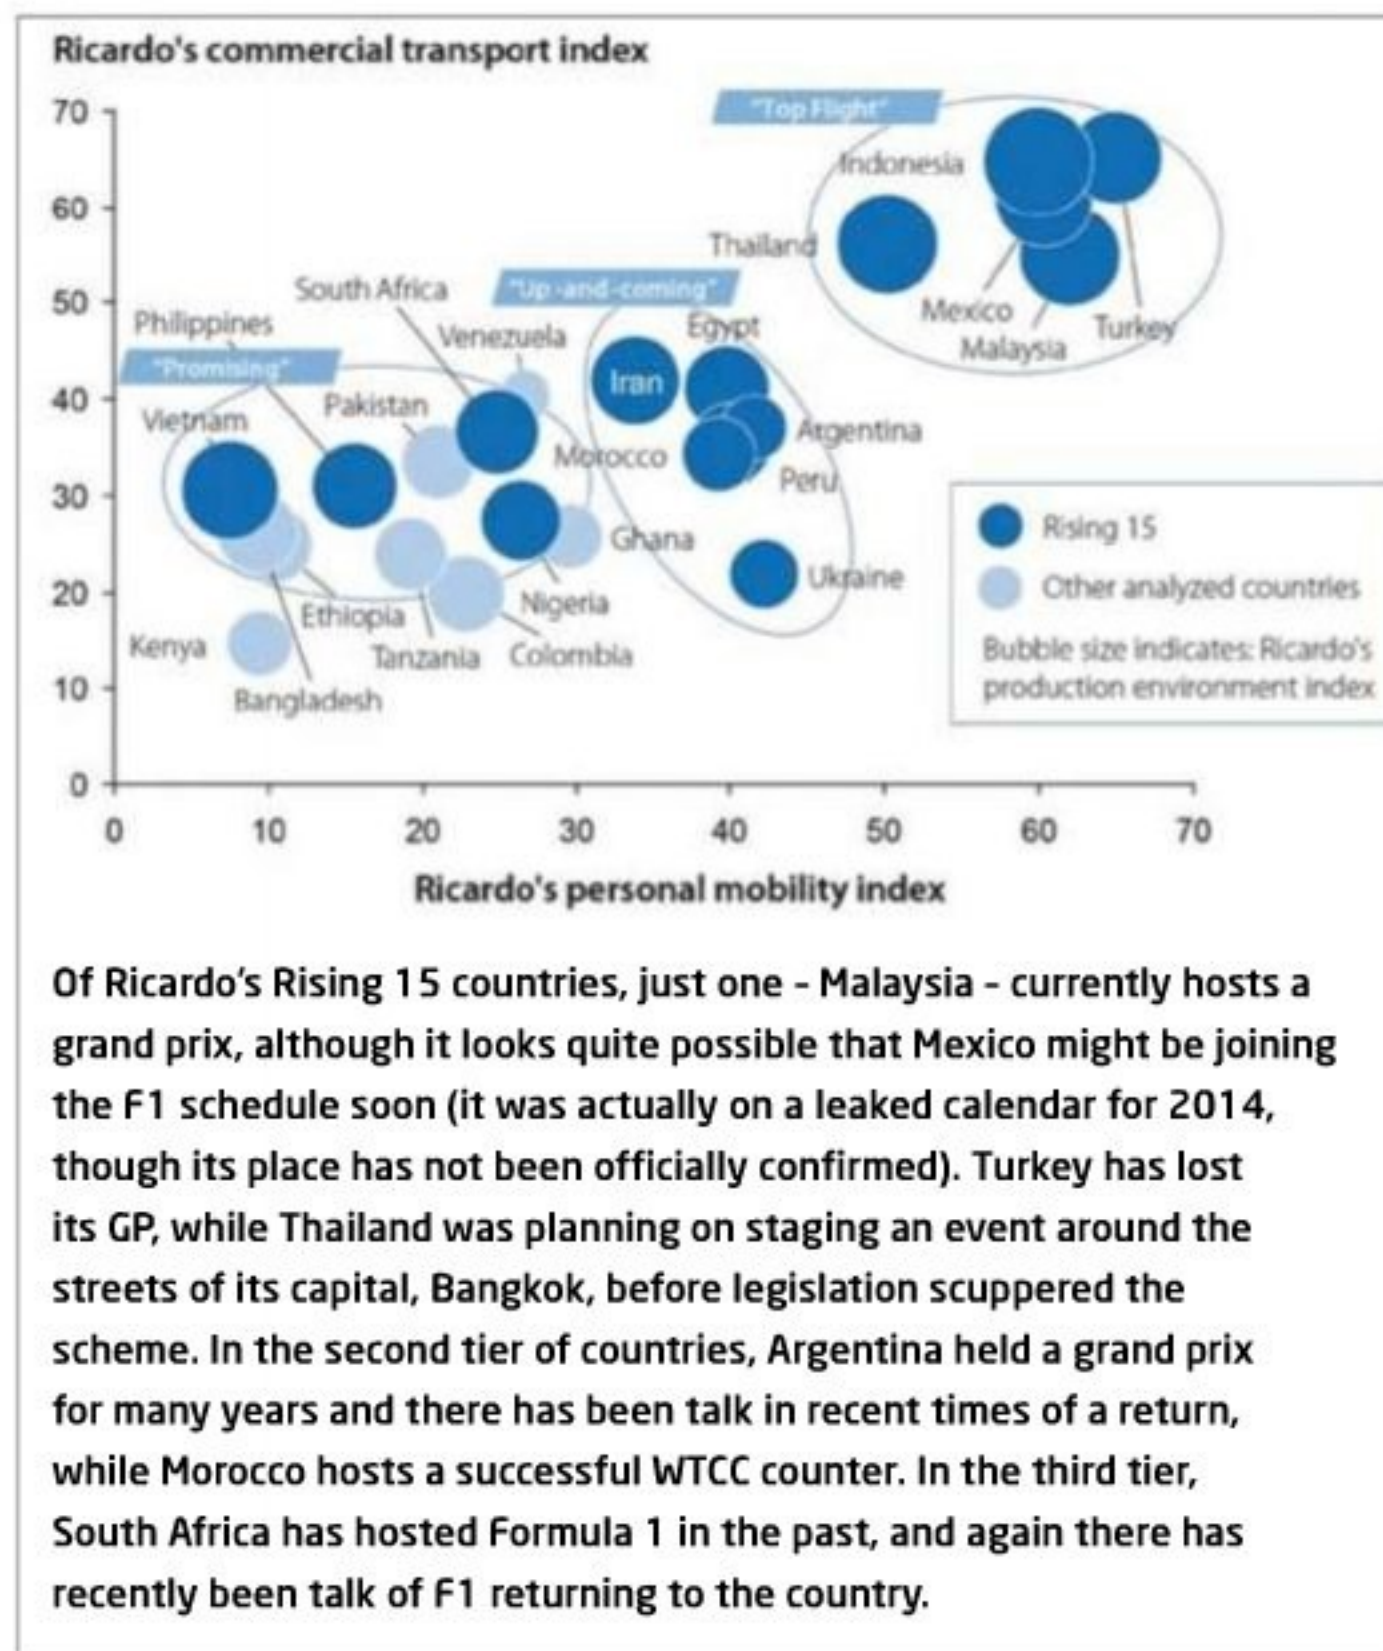 Ricardo's commercial transport index
70
"Top Flight"
Indonesia
60
Thailand
South Africa
"Up-and-coming"
50
Mexico
Turkey
Philippines
Venezuela
Egypt
Malaysia
"Promising"
Iran
40
Pakistan
Vietnam
Argentina
Morocco
Peru
30
Rising 15
Ghana
Ukraine
Other analyzed countries
20
Nigeria
Ethiopia
Kenya
Tanzania
Colombia
Bubble size indicates: Ricardo's
production environment index
10
Bangladesh
0
0 10 20 30 40 50 60 70
Ricardo's personal mobility index
Of Ricardo's Rising 15 countries, just one – Malaysia – currently hosts a
grand prix, although it looks quite possible that Mexico might be joining
the F1 schedule soon (it was actually on a leaked calendar for 2014,
though its place has not been officially confirmed). Turkey has lost
its GP, while Thailand was planning on staging an event around the
streets of its capital, Bangkok, before legislation scuppered the
scheme. In the second tier of countries, Argentina held a grand prix
for many years and there has been talk in recent times of a return,
while Morocco hosts a successful WTCC counter. In the third tier,
South Africa has hosted Formula 1 in the past, and again there has
recently been talk of F1 returning to the country.